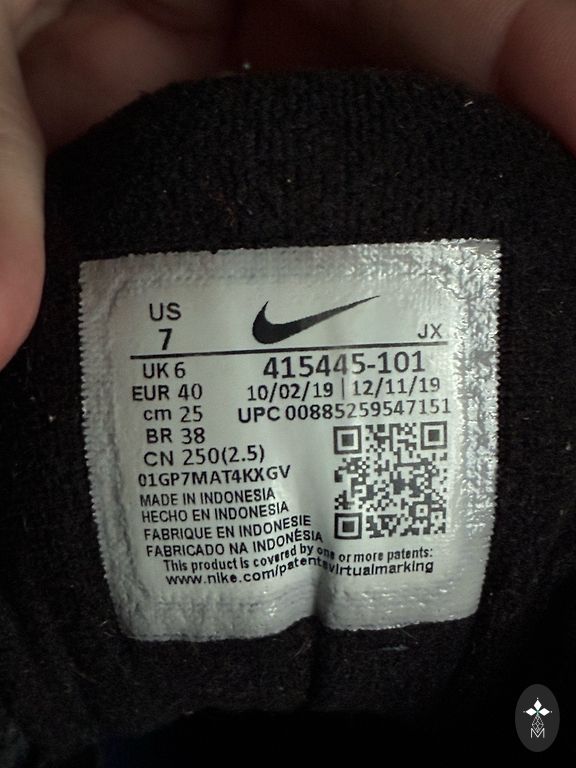 US
7
JX
UK 6
415445-101
EUR 40
10/02/19 | 12/11/19
cm 25
UPC 00885259547151
BR 38
CN 250(2.5)
01GP7MAT4KXGV
MADE IN INDONESIA
HECHO EN INDONESIA
FABRIQUE EN INDONESIE
FABRICADO NA INDONÉSIA
This product is covered by one or more patents:
www.nike.com/patentsvirtualmarking
M